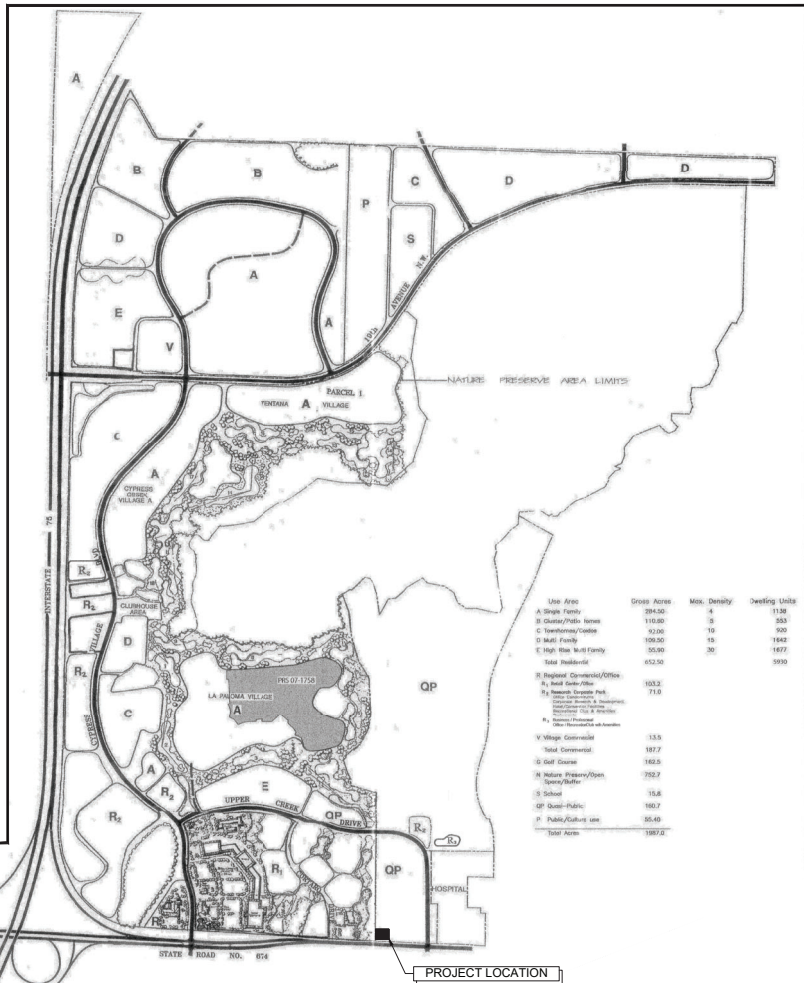 A
B
B
C
D
D
P
S
D
A
E
A
V
10th AVENUE N.W.
NATURE PRESERVE AREA LIMITS
PARCEL 1
A
TENTANA VILLAGE
C
A
CYPRESS
CREEK
VILLAGE A
INTERSTATE 75
R2
BLVD
R2
CLUBHOUSE
AREA
VILLAGE
D
R2
CYPRESS
C
PRS 07-1758
LA PALOMA VILLAGE
A
QP
A
R2
E
UPPER CREEK DRIVE
QP
R2
R1
QP
HOSPITAL
STATE ROAD NO. 674
PROJECT LOCATION
Use Area Gross Acres Max. Density Dwelling Units
A Single Family 284.50 4 1138
B Cluster/Patio homes 110.60 5 553
C Townhomes/Condos 92.00 10 920
D Multi Family 109.50 15 1642
E High Rise Multi Family 55.90 30 1677
Total Residential 652.50 5930
R Regional Commercial/Office
R1 Retail Center/Office 103.2
R2 Research Corporate Park 71.0
V Village Commercial 13.5
Total Commercial 187.7
G Golf Course 162.5
N Nature Preserve/Open
Space/Buffer 752.7
S School 15.8
QP Quasi-Public 160.7
P Public/Culture use 55.40
Total Acres 1987.0